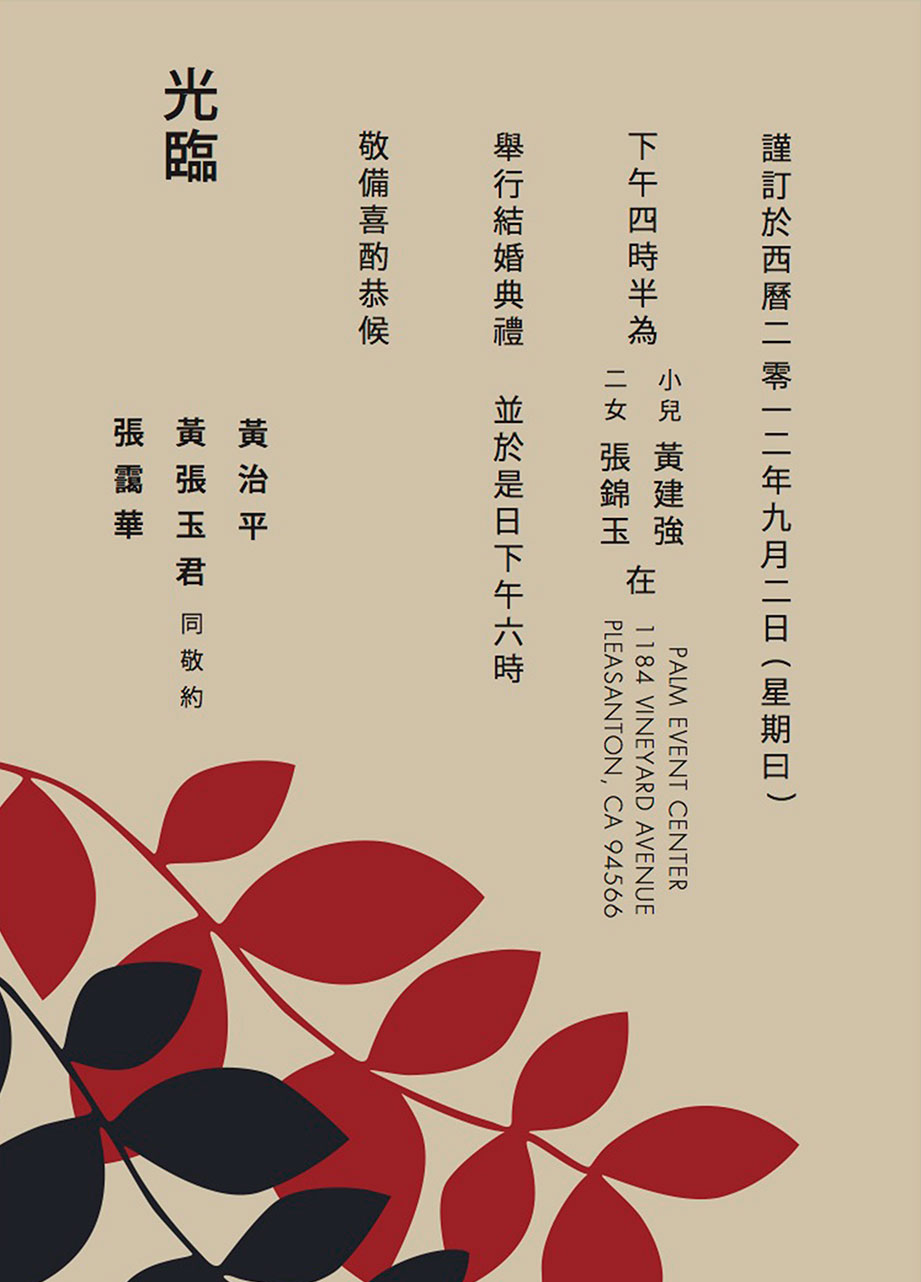 謹訂於西曆二零一二年九月二日(星期日)
下午四時半為
小兒 黃建強
二女 張錦玉
在
PALM EVENT CENTER
1184 VINEYARD AVENUE
PLEASANTON, CA 94566
舉行結婚典禮 並於是日下午六時
敬備喜酌恭候
光臨
黃治平
黃張玉君 同敬約
張靄華